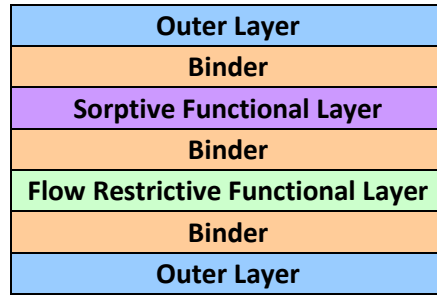 Outer Layer
Binder
Sorptive Functional Layer
Binder
Flow Restrictive Functional Layer
Binder
Outer Layer